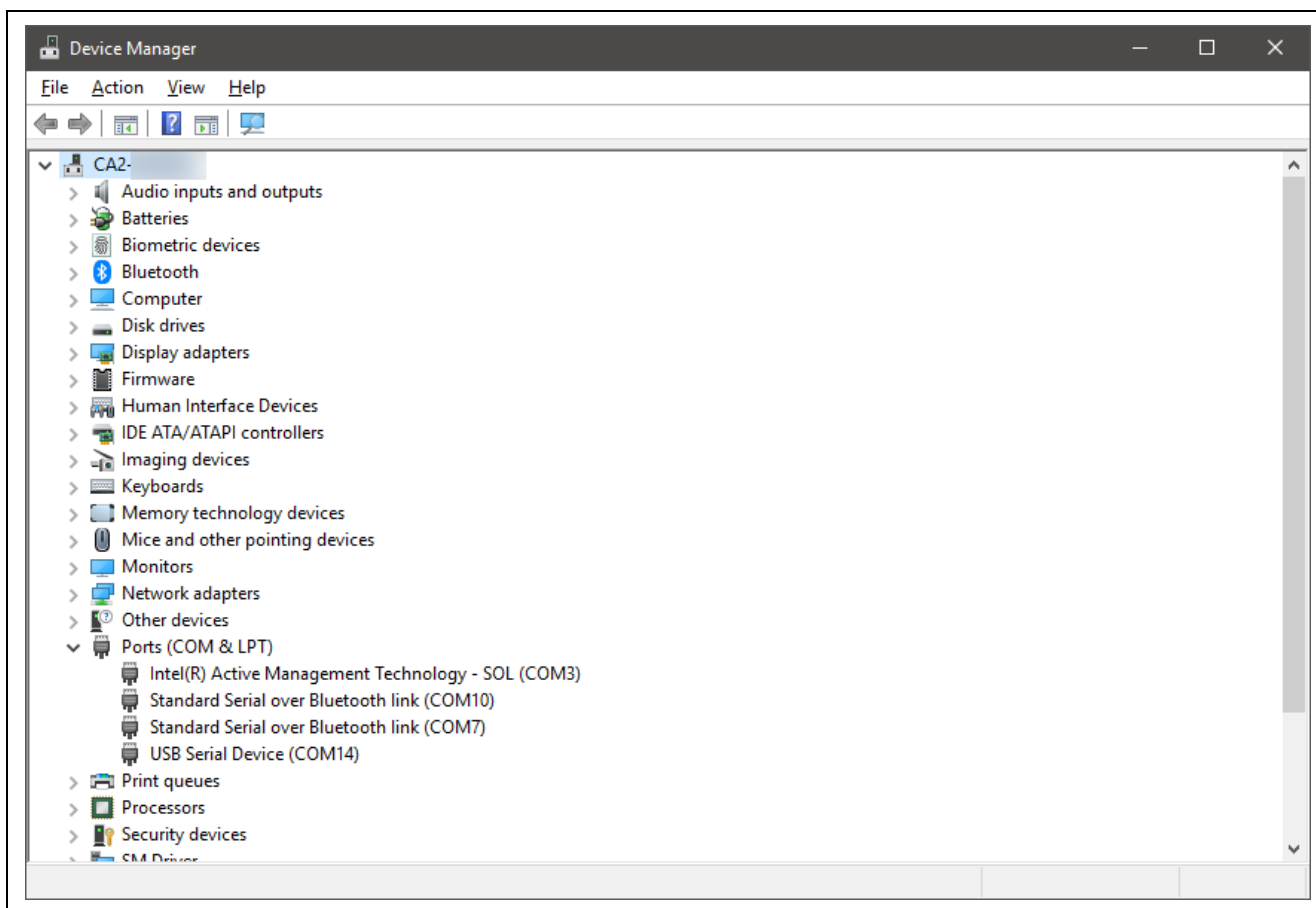 Device Manager
File Action View Help
CA2-
Audio inputs and outputs
Batteries
Biometric devices
Bluetooth
Computer
Disk drives
Display adapters
Firmware
Human Interface Devices
IDE ATA/ATAPI controllers
Imaging devices
Keyboards
Memory technology devices
Mice and other pointing devices
Monitors
Network adapters
Other devices
Ports (COM & LPT)
Intel(R) Active Management Technology - SOL (COM3)
Standard Serial over Bluetooth link (COM10)
Standard Serial over Bluetooth link (COM7)
USB Serial Device (COM14)
Print queues
Processors
Security devices
SM Driver